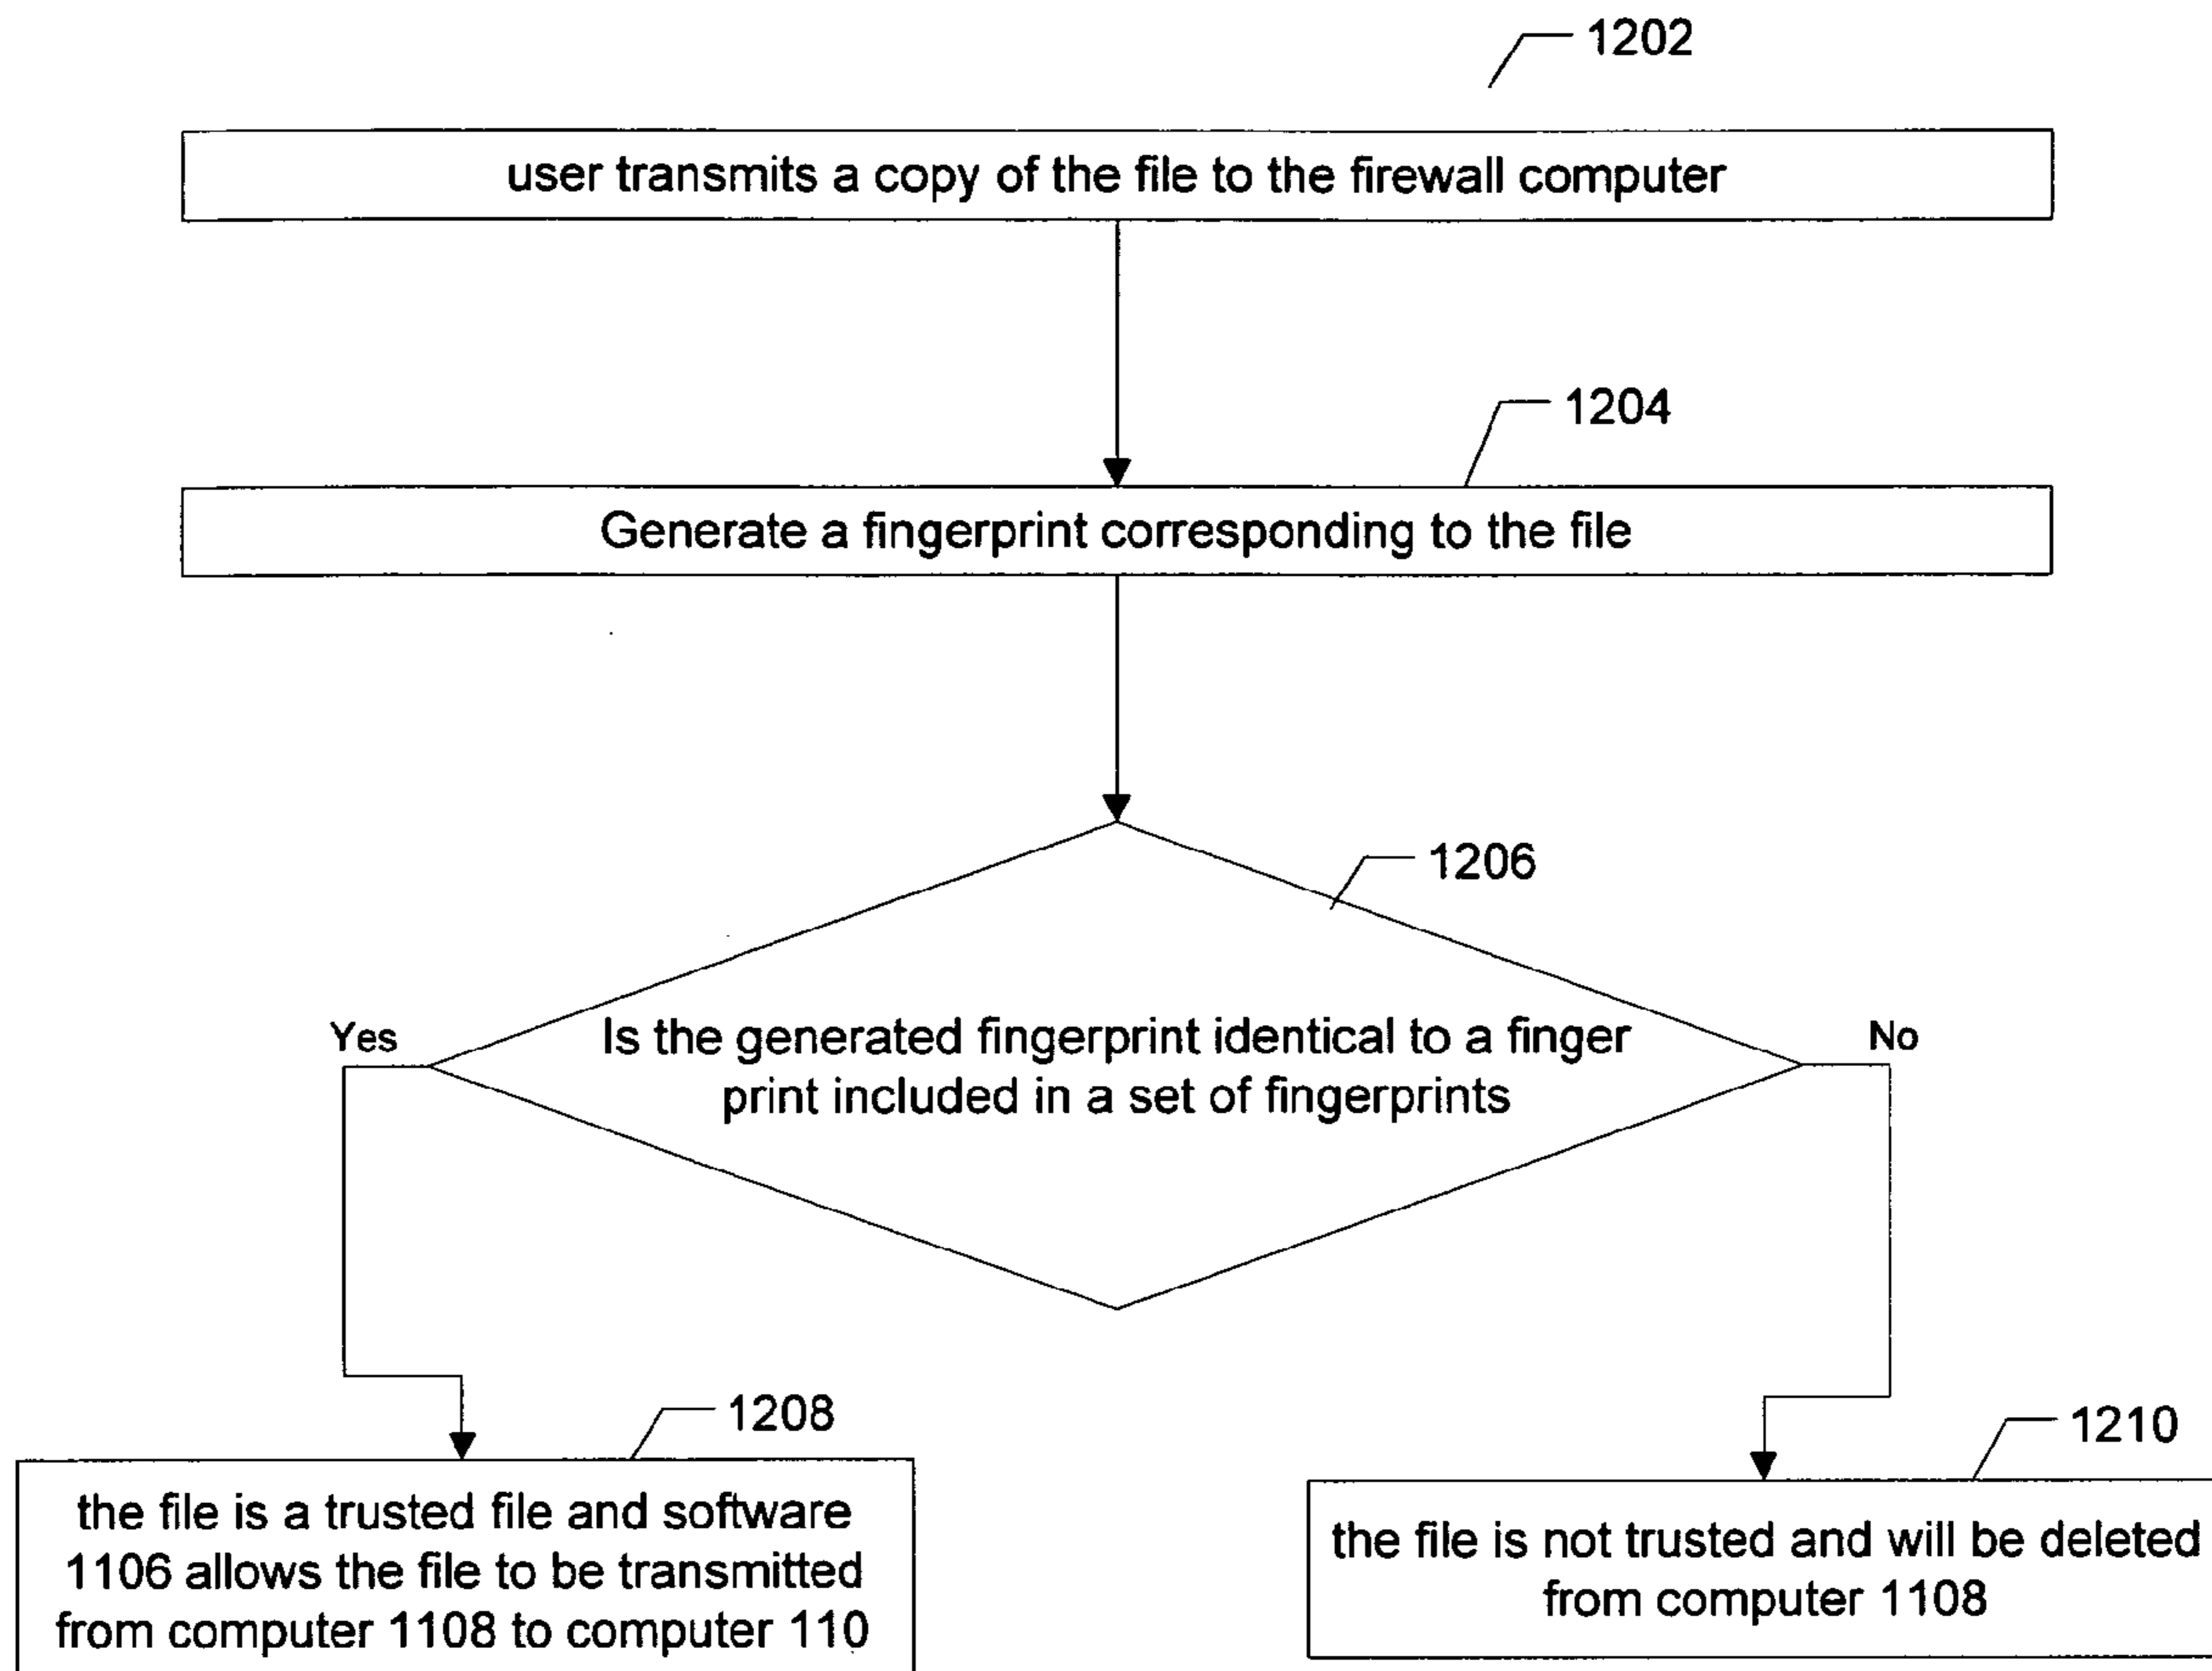 1202
user transmits a copy of the file to the firewall computer
1204
Generate a fingerprint corresponding to the file
1206
Yes
No
Is the generated fingerprint identical to a finger
print included in a set of fingerprints
1208
1210
the file is a trusted file and software
1106 allows the file to be transmitted
from computer 1108 to computer 110
the file is not trusted and will be deleted
from computer 1108